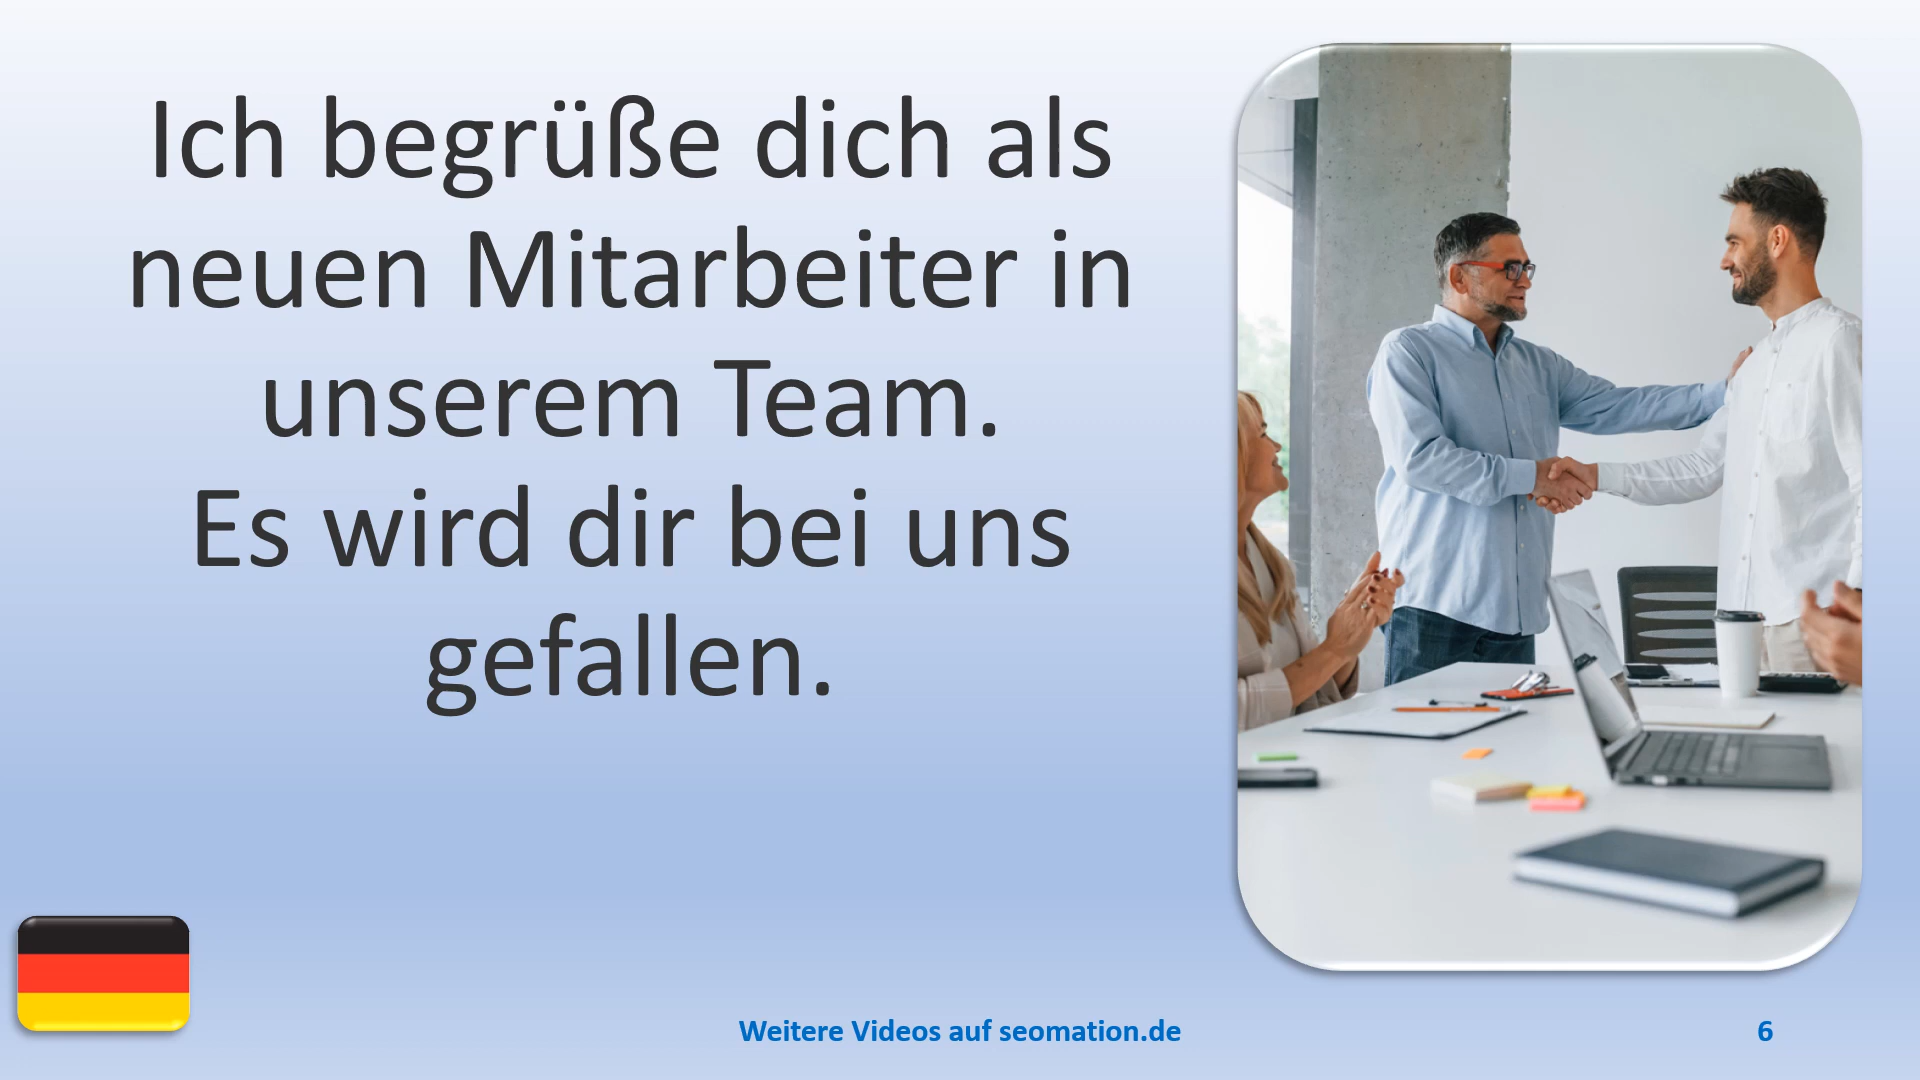 Ich begrüße dich als
neuen Mitarbeiter in
unserem Team.
Es wird dir bei uns
gefallen.
Weitere Videos auf seomation.de
6